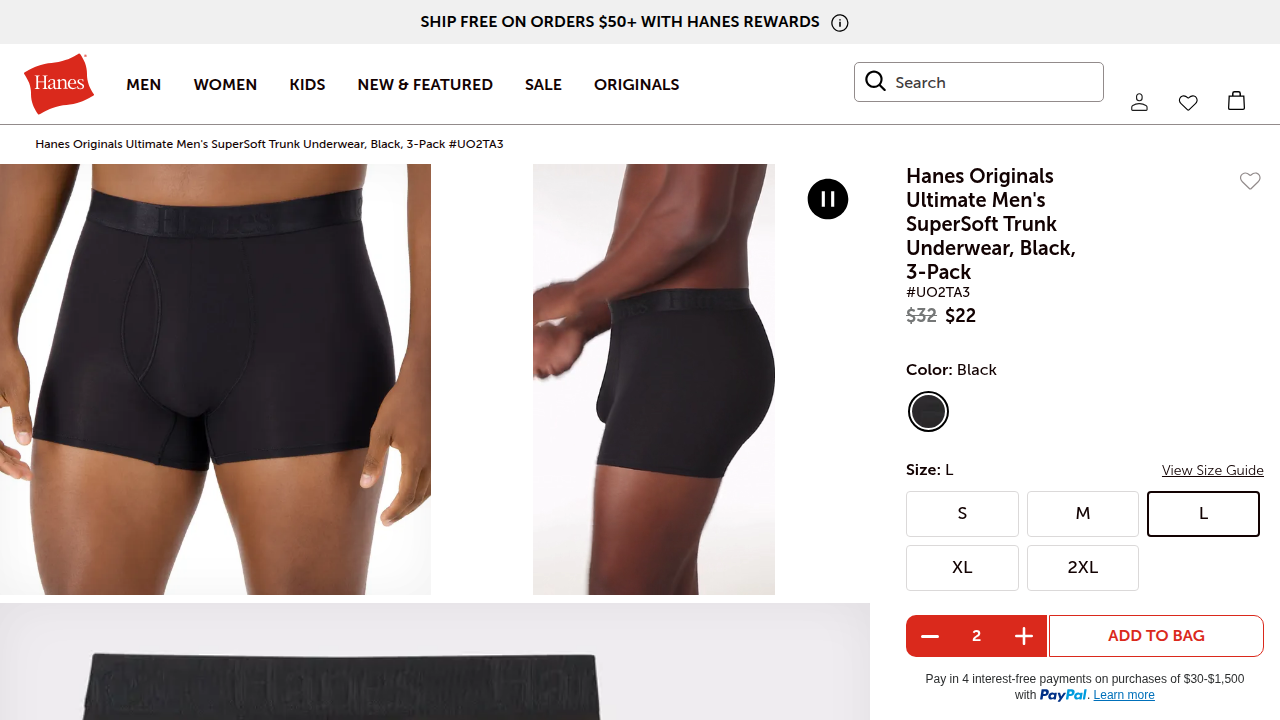 SHIP FREE ON ORDERS $50+ WITH HANES REWARDS
Hanes
MEN
WOMEN
KIDS
NEW & FEATURED
SALE
ORIGINALS
Search
Hanes Originals Ultimate Men's SuperSoft Trunk Underwear, Black, 3-Pack #UO2TA3
Hanes Originals
Ultimate Men's
SuperSoft Trunk
Underwear, Black,
3-Pack
#UO2TA3
$32 $22
Color: Black
Size: L
View Size Guide
S
M
L
XL
2XL
2
ADD TO BAG
Pay in 4 interest-free payments on purchases of $30-$1,500
with PayPal. Learn more
Hanes